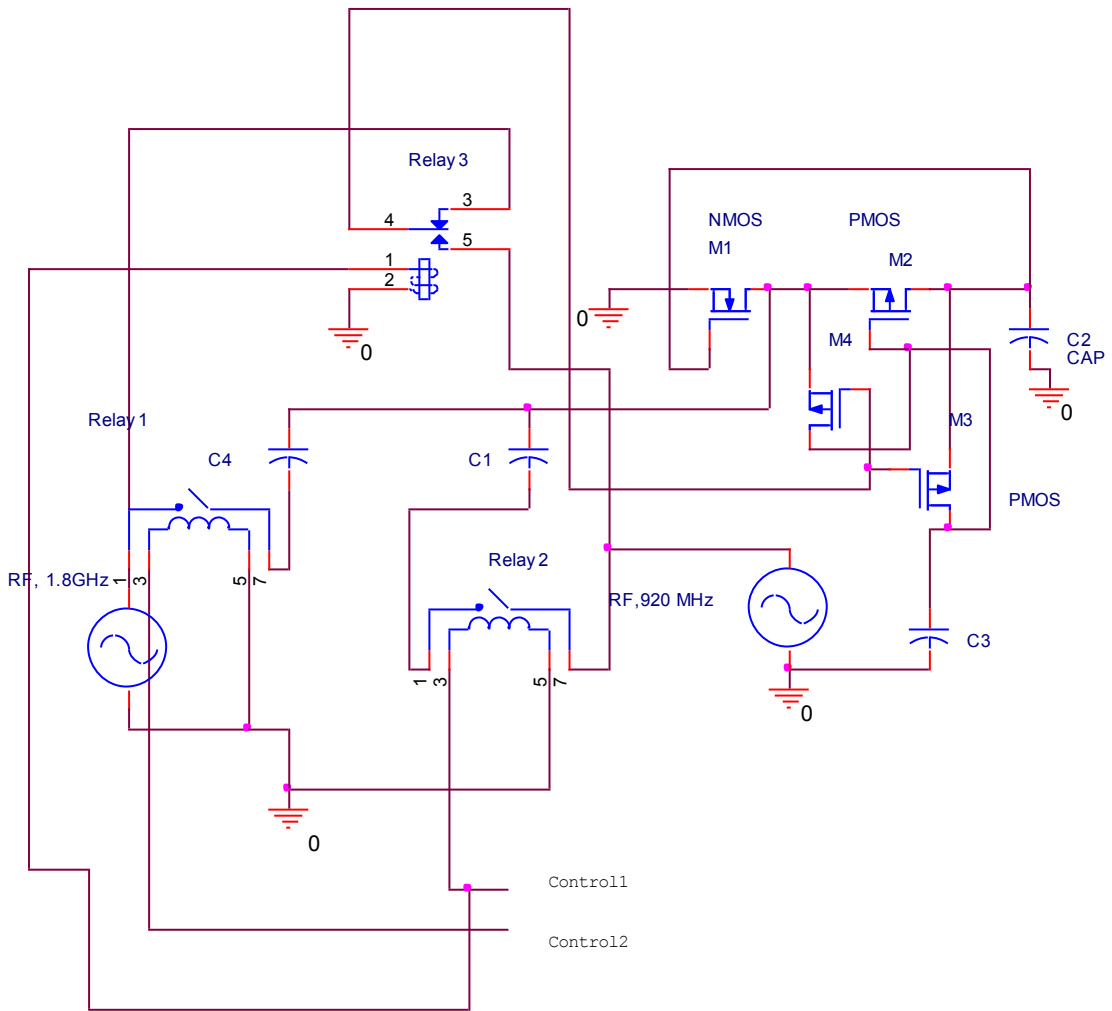 Relay 3
3
4
5
1
2
0
NMOS
PMOS
M1
M2
0
M4
C2
CAP
0
Relay 1
M3
C4
C1
PMOS
Relay 2
RF, 1.8GHz
1
3
5
7
RF,920 MHz
C3
1
3
5
7
0
0
Control1
Control2